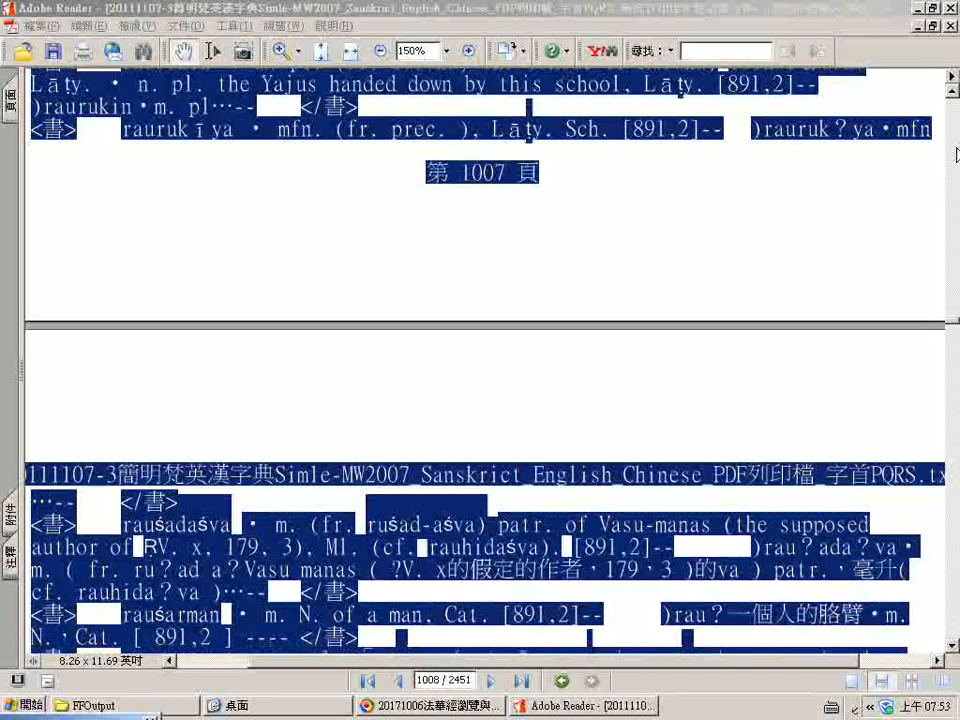 Adobe Reader - [20111107-3簡明梵英漢字典Simle-MW2007_Sanskrict_English_Chinese_PDF列印檔_字首PQRS
檔案(F) 編輯(E) 檢視(V) 文件(D) 工具(T) 視窗(W) 說明(H)
150% Y! 尋找：
頁面
Lāṭy. · n. pl. the Yajus handed down by this school, Lāṭy. [891,2]--
)raurukin·m. pl…-- </書>
<書> raurukīya · mfn. (fr. prec. ), Lāṭy. Sch. [891,2]-- )rauruk？ya·mfn
第 1007 頁
111107-3簡明梵英漢字典Simle-MW2007_Sanskrict_English_Chinese_PDF列印檔_字首PQRS.tx
…-- </書>
<書> rauśadaśva · m. (fr. ruśad-aśva) patr. of Vasu-manas (the supposed
author of RV. x, 179, 3), Ml. (cf. rauhidaśva). [891,2]-- )rau？ada？va·
m. ( fr. ru？ad a？Vasu manas ( ?V. x的假定的作者，179，3 )的va ) patr.，毫升(
cf. rauhida？va )…-- </書>
<書> rauśarman · m. N. of a man, Cat. [891,2]-- )rau？一個人的胳臂·m.
N.，Cat. [ 891,2 ] ---- </書>
附件
注釋
8.26 x 11.69 英吋
1008 / 2451
開始 FFOutput 桌面 20171006法華經瀏覽與... Adobe Reader - [2011110... 上午 07:53